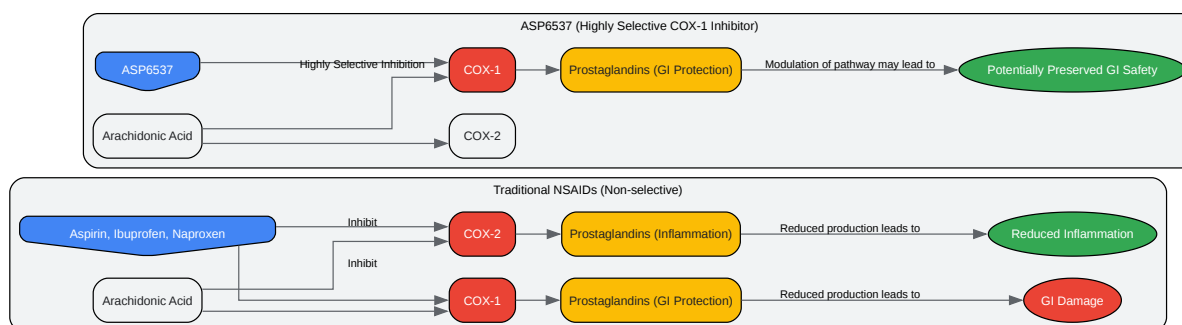 ASP6537 (Highly Selective COX-1 Inhibitor)
ASP6537
Highly Selective Inhibition
COX-1
Prostaglandins (GI Protection)
Modulation of pathway may lead to
Potentially Preserved GI Safety
Arachidonic Acid
COX-2
Traditional NSAIDs (Non-selective)
Aspirin, Ibuprofen, Naproxen
Inhibit
COX-2
Prostaglandins (Inflammation)
Reduced production leads to
Reduced Inflammation
Inhibit
Arachidonic Acid
COX-1
Prostaglandins (GI Protection)
Reduced production leads to
GI Damage